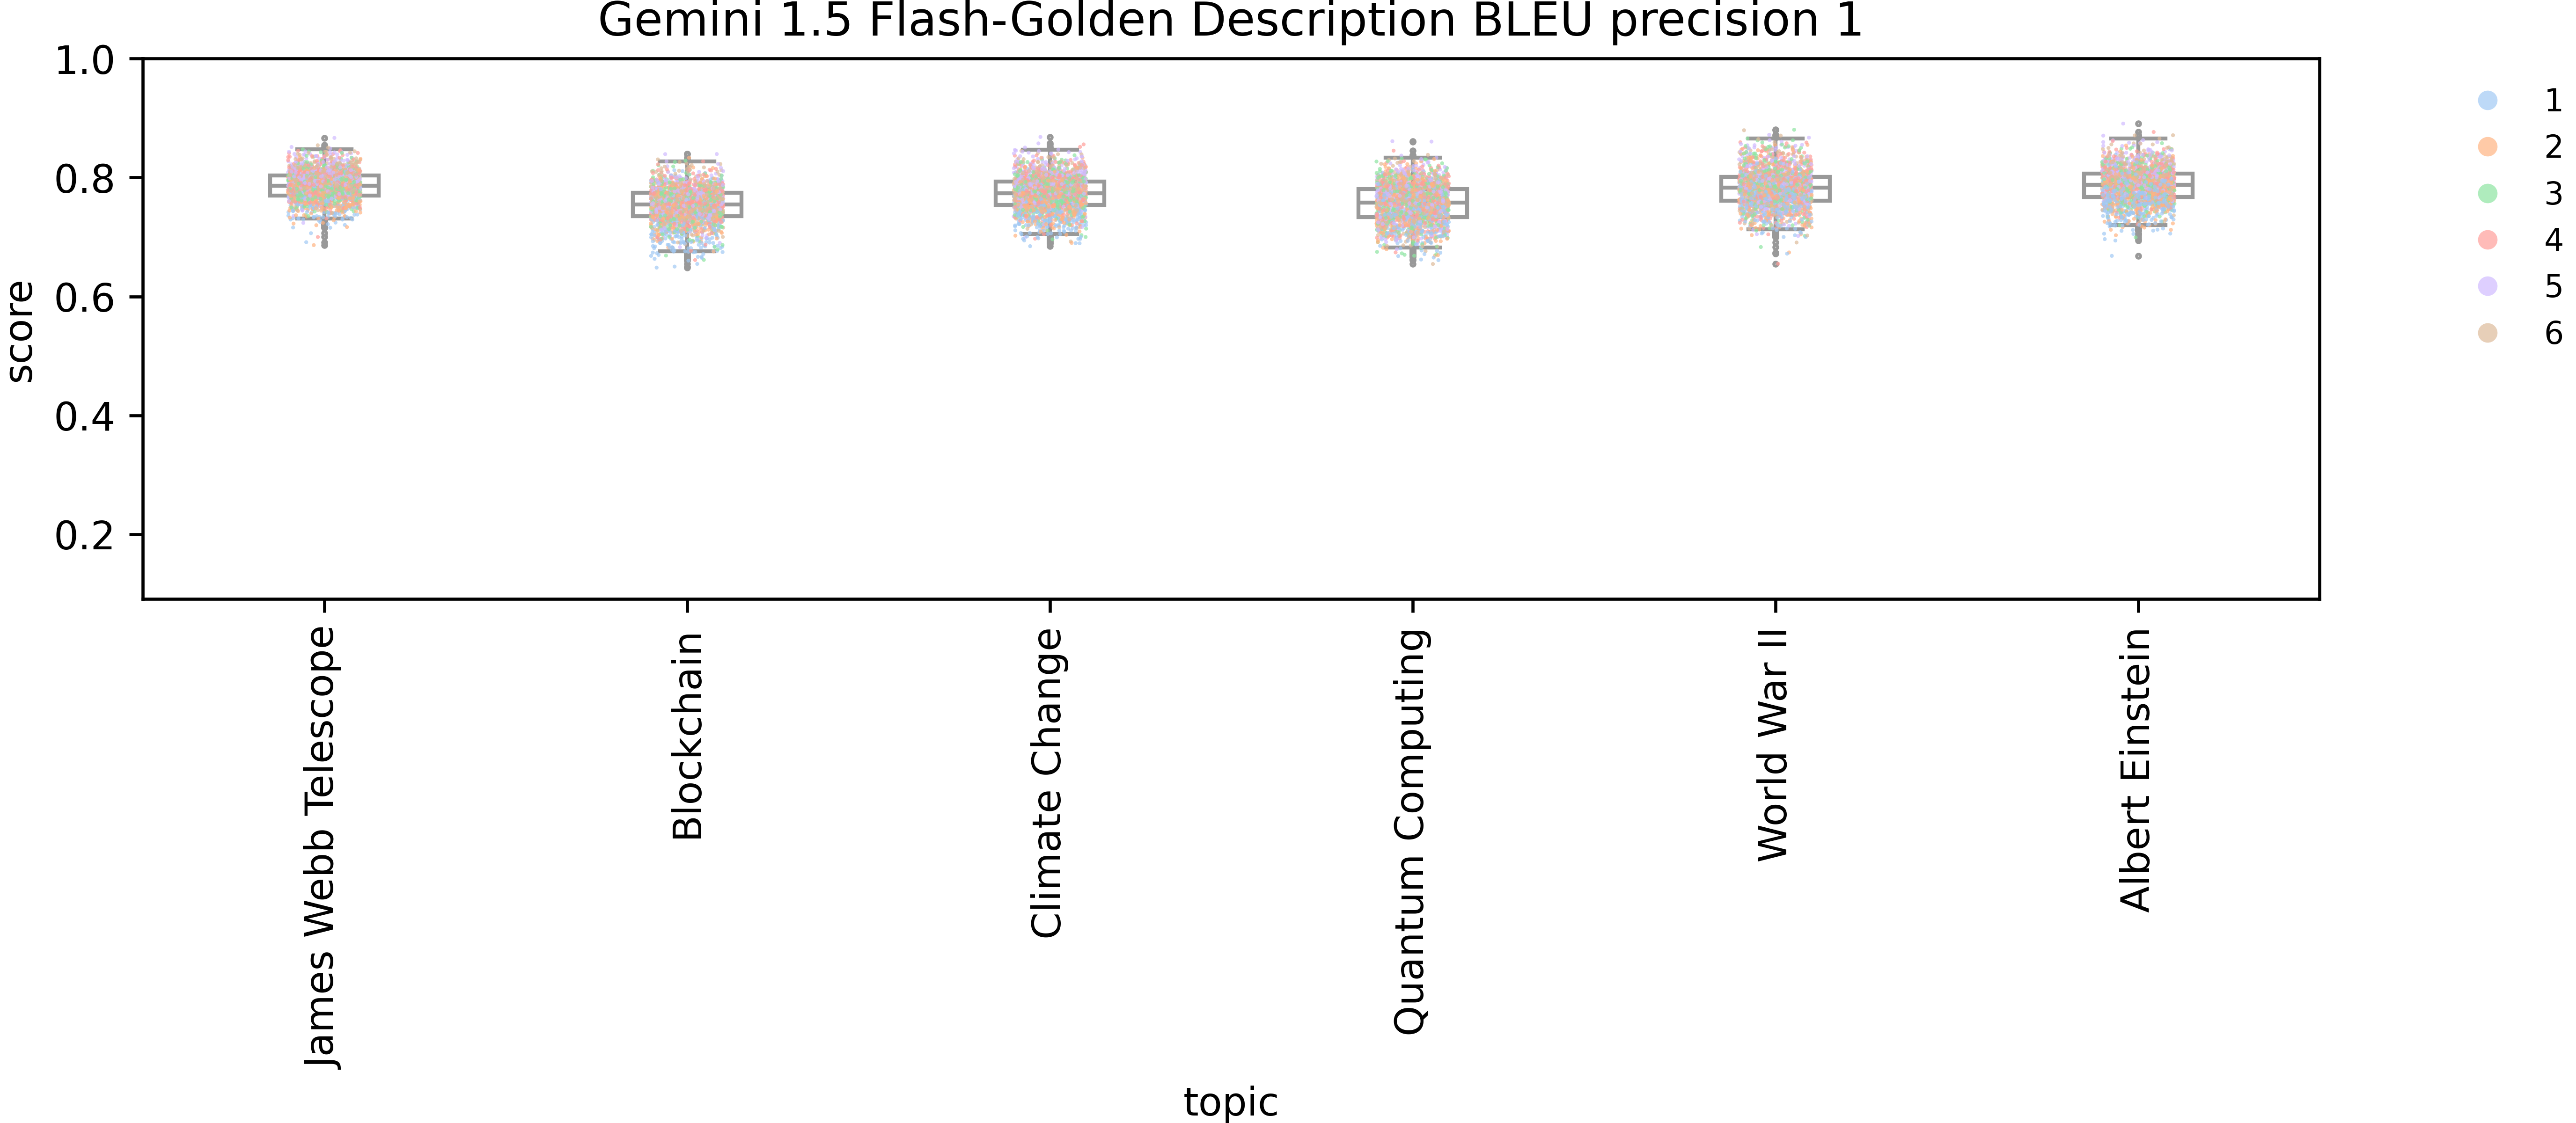 Gemini 1.5 Flash-Golden Description BLEU precision 1
1.0
0.8
0.6
0.4
0.2
score
James Webb Telescope
Blockchain
Climate Change
Quantum Computing
World War II
Albert Einstein
topic
1
2
3
4
5
6